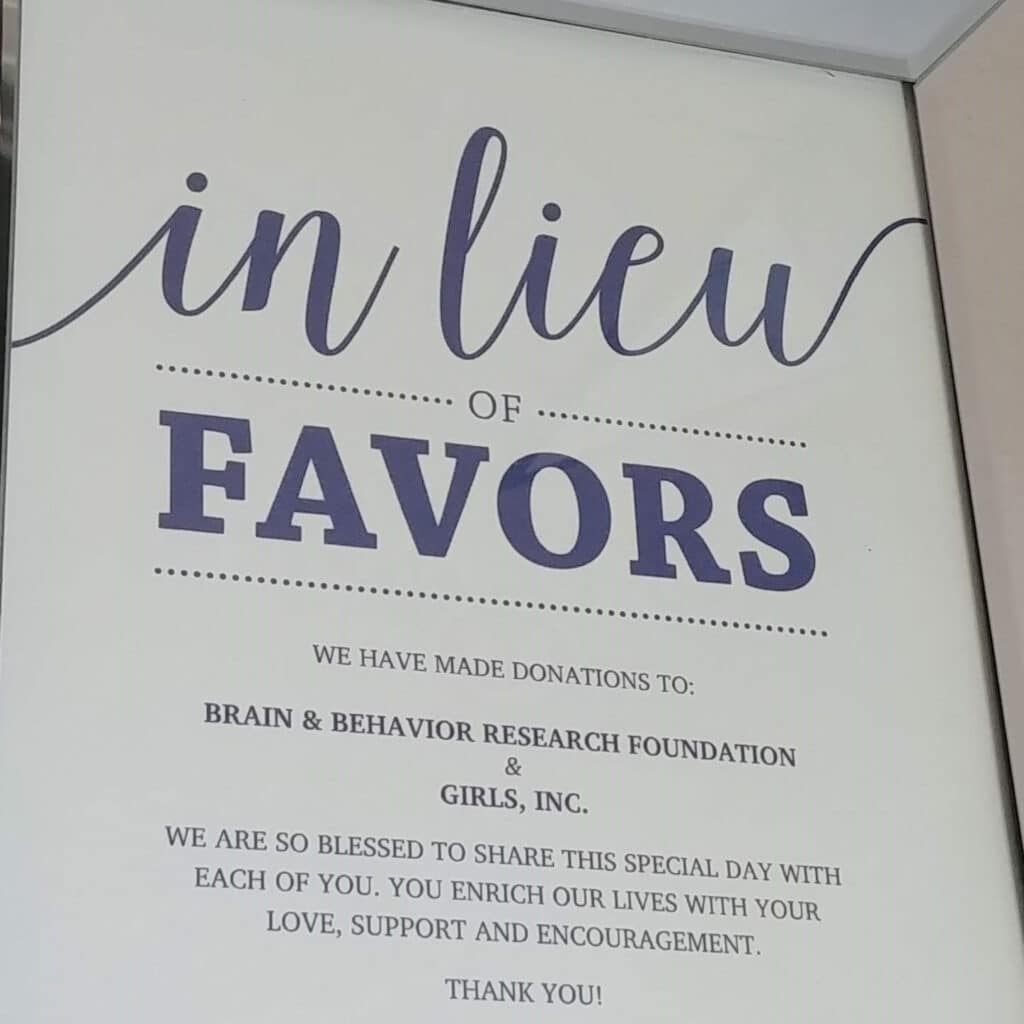 in lieu
OF
FAVORS
WE HAVE MADE DONATIONS TO:
BRAIN & BEHAVIOR RESEARCH FOUNDATION
&
GIRLS, INC.
WE ARE SO BLESSED TO SHARE THIS SPECIAL DAY WITH
EACH OF YOU. YOU ENRICH OUR LIVES WITH YOUR
LOVE, SUPPORT AND ENCOURAGEMENT.
THANK YOU!